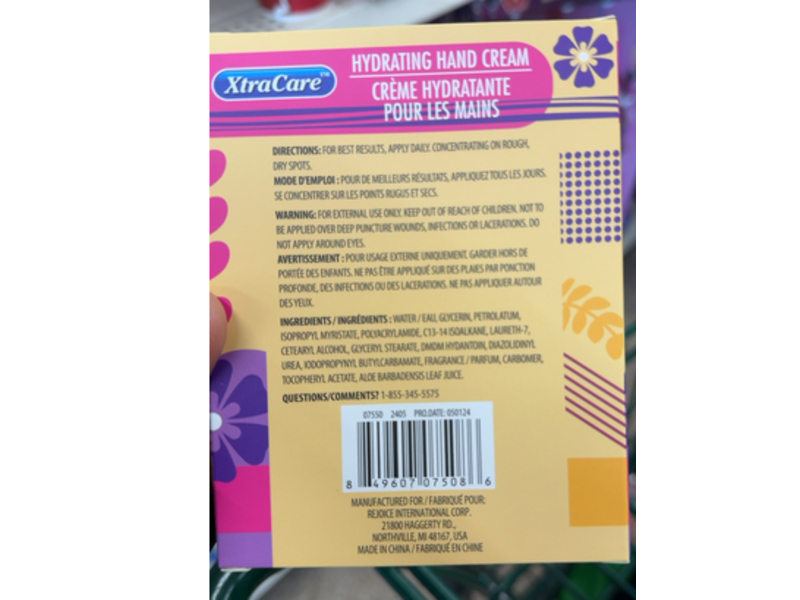 XtraCare™
HYDRATING HAND CREAM
CRÈME HYDRATANTE
POUR LES MAINS
DIRECTIONS: FOR BEST RESULTS, APPLY DAILY. CONCENTRATING ON ROUGH,
DRY SPOTS.
MODE D'EMPLOI : POUR DE MEILLEURS RÉSULTATS, APPLIQUEZ TOUS LES JOURS.
SE CONCENTRER SUR LES POINTS RUGUS ET SECS.
WARNING: FOR EXTERNAL USE ONLY. KEEP OUT OF REACH OF CHILDREN. NOT TO
BE APPLIED OVER DEEP PUNCTURE WOUNDS, INFECTIONS OR LACERATIONS. DO
NOT APPLY AROUND EYES.
AVERTISSEMENT : POUR USAGE EXTERNE UNIQUEMENT. GARDER HORS DE
PORTÉE DES ENFANTS. NE PAS ÊTRE APPLIQUÉ SUR DES PLAIES PAR PONCTION
PROFONDE, DES INFECTIONS OU DES LACERATIONS. NE PAS APPLIQUER AUTOUR
DES YEUX.
INGREDIENTS / INGRÉDIENTS : WATER / EAU, GLYCERIN, PETROLATUM,
ISOPROPYL MYRISTATE, POLYACRYLAMIDE, C13-14 ISOALKANE, LAURETH-7,
CETEARYL ALCOHOL, GLYCERYL STEARATE, DMDM HYDANTOIN, DIAZOLIDINYL
UREA, IODOPROPYNYL BUTYLCARBAMATE, FRAGRANCE / PARFUM, CARBOMER,
TOCOPHERYL ACETATE, ALOE BARBADENSIS LEAF JUICE.
QUESTIONS/COMMENTS? 1-855-345-5575
07550 2405 PRO.DATE: 050124
8 49607 07508 6
MANUFACTURED FOR / FABRIQUÉ POUR:
REJOICE INTERNATIONAL CORP.
21800 HAGGERTY RD.,
NORTHVILLE, MI 48167, USA
MADE IN CHINA / FABRIQUÉ EN CHINE